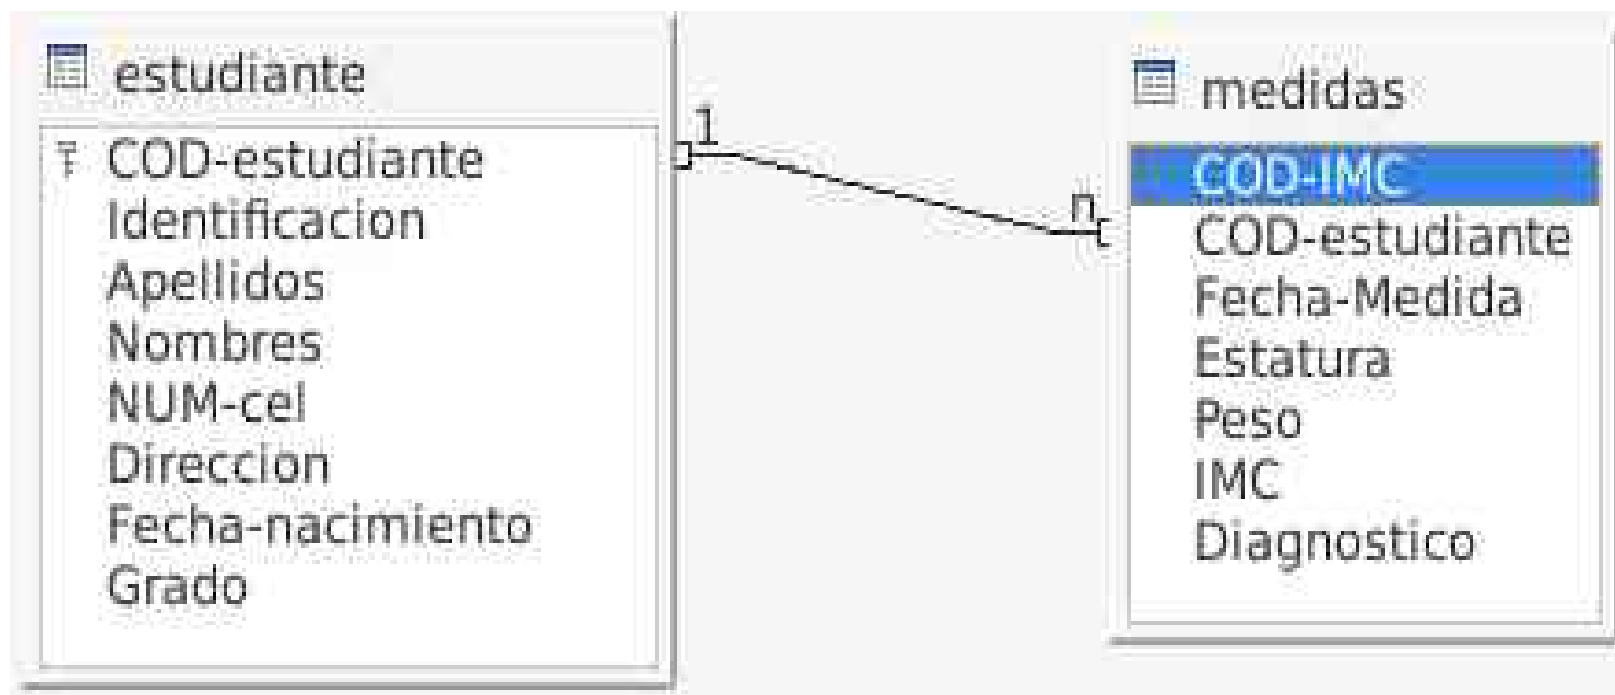 estudiante
COD-estudiante
Identificacion
Apellidos
Nombres
NUM-cel
Direccion
Fecha-nacimiento
Grado
1
n
medidas
COD-IMC
COD-estudiante
Fecha-Medida
Estatura
Peso
IMC
Diagnostico